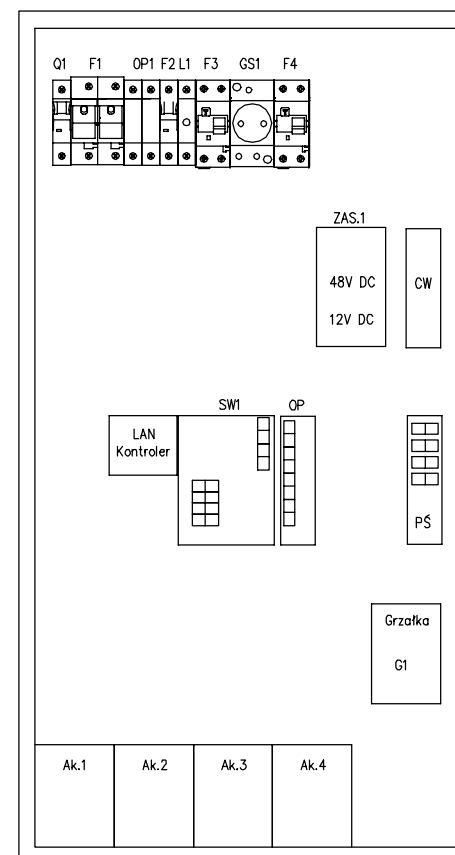 Q1 F1 OP1 F2 L1 F3 GS1 F4
ZAS.1
48V DC
12V DC
CW
SW1 OP
LAN
Kontroler
PŚ
Grzałka
G1
Ak.1 Ak.2 Ak.3 Ak.4